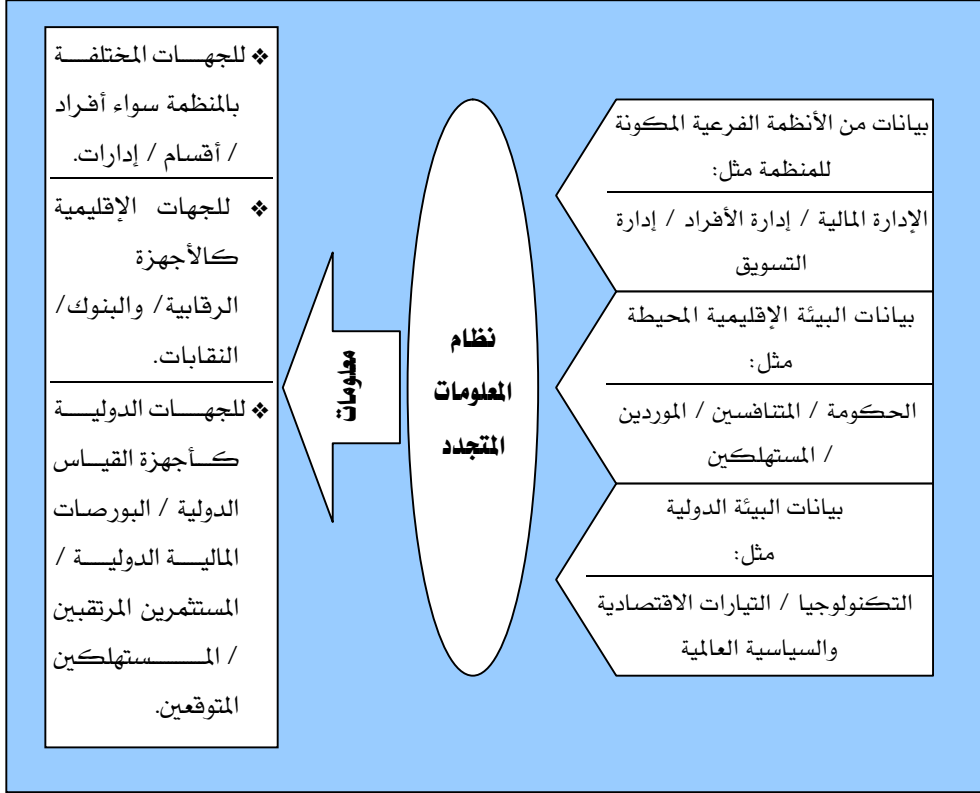 بيانات من الأنظمة الفرعية المكونة
للمنظمة مثل:
الإدارة المالية / إدارة الأفراد / إدارة
التسويق
بيانات البيئة الإقليمية المحيطة
مثل:
الحكومة / المتنافسين / الموردين
/ المستهلكين
بيانات البيئة الدولية
مثل:
التكنولوجيا / التيارات الاقتصادية
والسياسية العالمية
نظام
المعلومات
المتجدد
معلومات
❖ للجهات المختلفة
بالمنظمة سواء أفراد
/ أقسام / إدارات.
❖ للجهات الإقليمية
كالأجهزة
الرقابية/ والبنوك/
النقابات.
❖ للجهات الدولية
كأجهزة القياس
الدولية / البورصات
المالية الدولية /
المستثمرين المرتقبين
/ المستهلكين
المتوقعين.